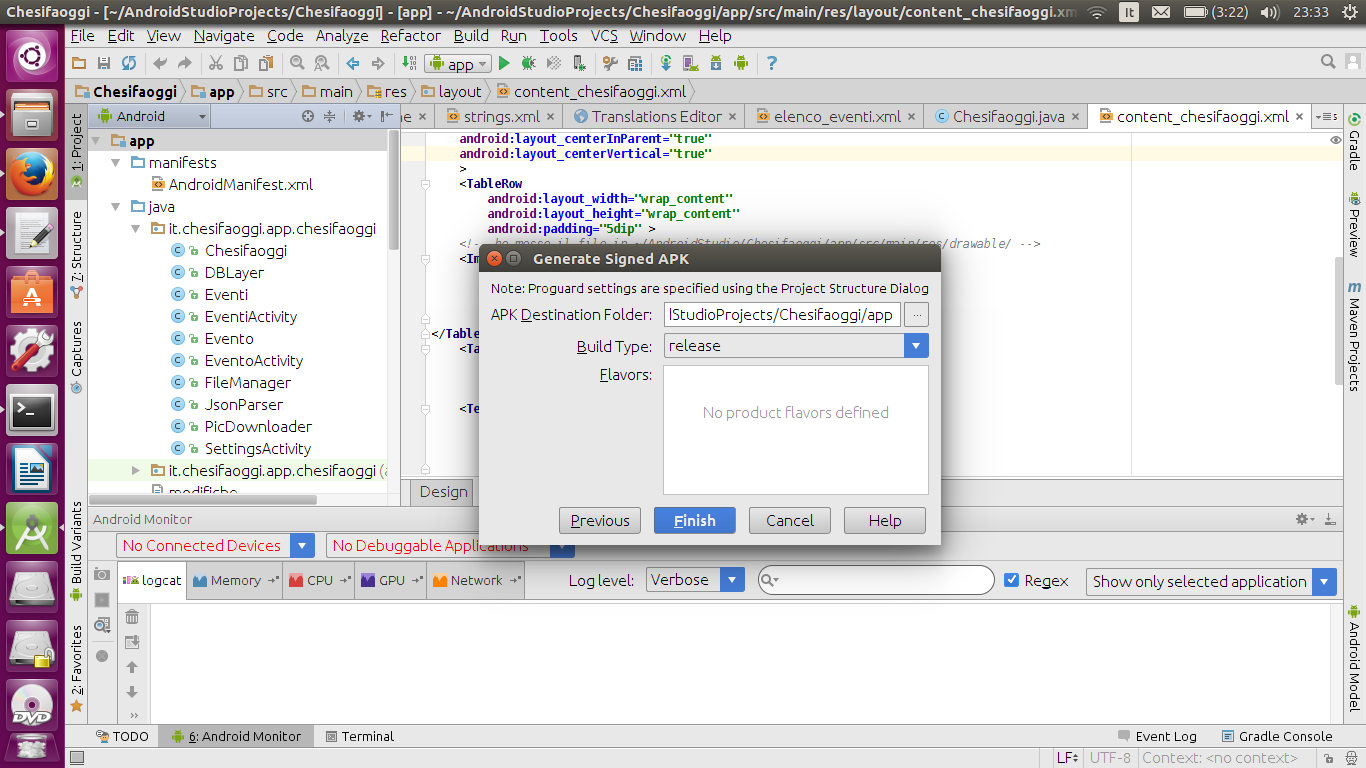 Chesifaoggi - [~/AndroidStudioProjects/Chesifaoggi] - [app] - ~/AndroidStudioProjects/Chesifaoggi/app/src/main/res/layout/content_chesifaoggi.xm
It
(3:22)
23:33
File Edit View Navigate Code Analyze Refactor Build Run Tools VCS Window Help
app
Chesifaoggi app src main res layout content_chesifaoggi.xml
Android
strings.xml Translations Editor elenco_eventi.xml Chesifaoggi.java content_chesifaoggi.xml
1: Project
7: Structure
Captures
Build Variants
2: Favorites
app
manifests
AndroidManifest.xml
java
it.chesifaoggi.app.chesifaoggi
Chesifaoggi
DBLayer
Eventi
EventiActivity
Evento
EventoActivity
FileManager
JsonParser
PicDownloader
SettingsActivity
it.chesifaoggi.app.chesifaoggi (
modifiche
android:layout_centerInParent="true"
android:layout_centerVertical="true"
>
<TableRow
android:layout_width="wrap_content"
android:layout_height="wrap_content"
android:padding="5dip" >
<!-- ho messo il file in ~/AndroidStudio/Chesifaoggi/app/src/main/res/drawable/ -->
<Im
</Table
<Ta
<Te
Design
Generate Signed APK
Note: Proguard settings are specified using the Project Structure Dialog
APK Destination Folder: lStudioProjects/Chesifaoggi/app ...
Build Type: release
Flavors:
No product flavors defined
Previous Finish Cancel Help
Gradle
Preview
m Maven Projects
Android Model
Android Monitor
No Connected Devices No Debuggable Applications
logcat Memory CPU GPU Network Log level: Verbose Regex Show only selected application
TODO 6: Android Monitor Terminal Event Log Gradle Console
LF UTF-8 Context: <no context>
DVD